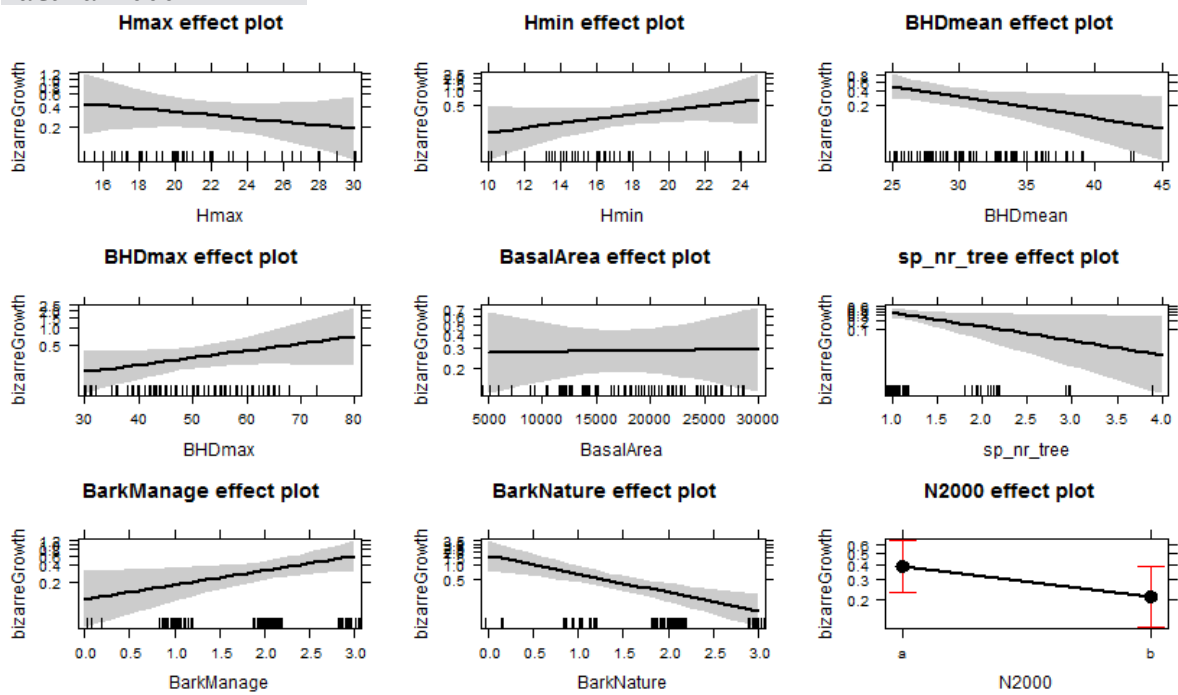 Hmax effect plot
bizarreGrowth
0.4
0.2
16 18 20 22 24 26 28 30
Hmax
Hmin effect plot
bizarreGrowth
1.0
0.5
10 12 14 16 18 20 22 24
Hmin
BHDmean effect plot
bizarreGrowth
0.8
0.4
0.2
25 30 35 40 45
BHDmean
BHDmax effect plot
bizarreGrowth
1.0
0.5
30 40 50 60 70 80
BHDmax
BasalArea effect plot
bizarreGrowth
0.7
0.6
0.5
0.4
0.3
0.2
5000 10000 15000 20000 25000 30000
BasalArea
sp_nr_tree effect plot
bizarreGrowth
0.1
1.0 1.5 2.0 2.5 3.0 3.5 4.0
sp_nr_tree
BarkManage effect plot
bizarreGrowth
0.4
0.2
0.0 0.5 1.0 1.5 2.0 2.5 3.0
BarkManage
BarkNature effect plot
bizarreGrowth
1.0
0.5
0.0 0.5 1.0 1.5 2.0 2.5 3.0
BarkNature
N2000 effect plot
bizarreGrowth
0.6
0.5
0.4
0.3
0.2
a b
N2000